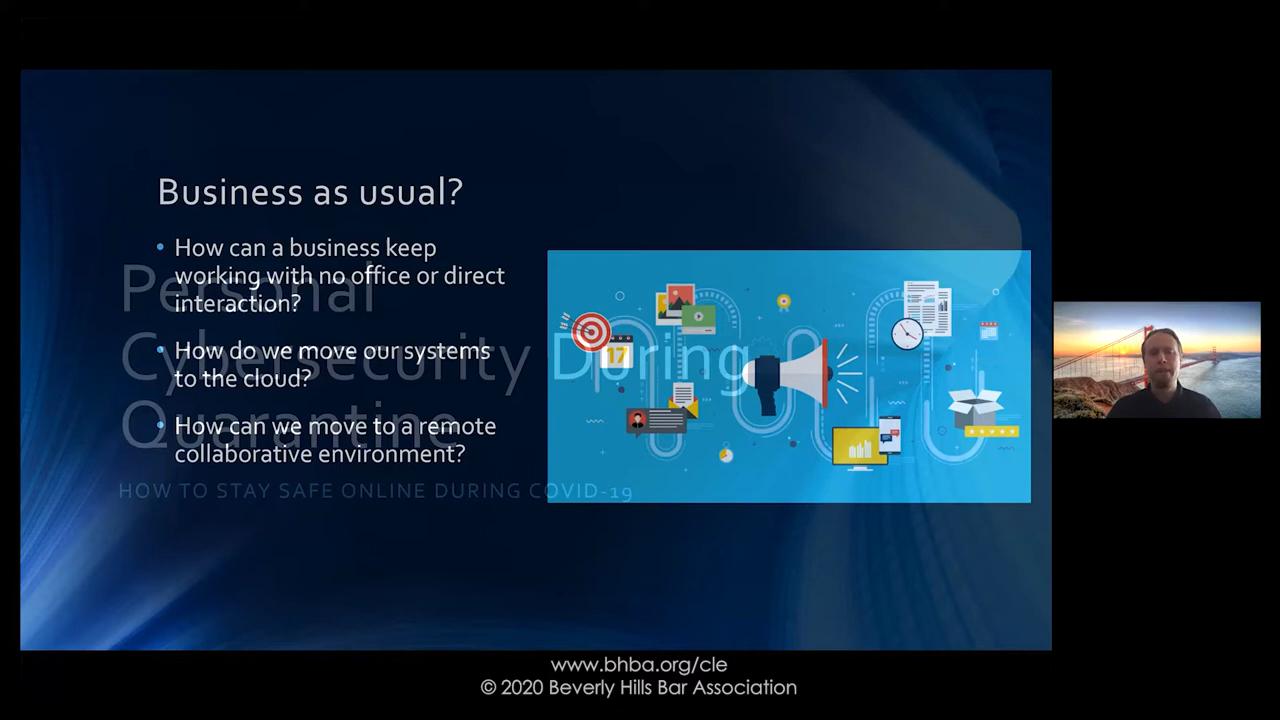 Business as usual?
• How can a business keep
working with no office or direct
interaction?
• How do we move our systems
to the cloud?
• How can we move to a remote
collaborative environment?
Personal
Cybersecurity During
Quarantine
HOW TO STAY SAFE ONLINE DURING COVID-19
17
www.bhba.org/cle
© 2020 Beverly Hills Bar Association